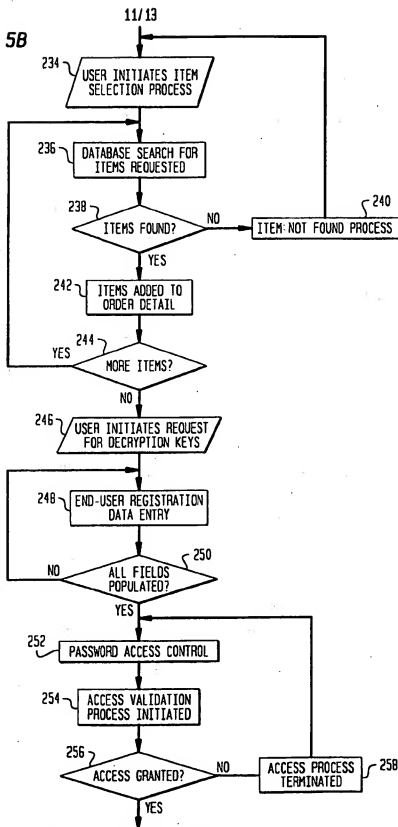 11/13
5B
234
USER INITIATES ITEM
SELECTION PROCESS
236
DATABASE SEARCH FOR
ITEMS REQUESTED
238
ITEMS FOUND?
NO
240
ITEM NOT FOUND PROCESS
YES
242
ITEMS ADDED TO
ORDER DETAIL
244
YES
MORE ITEMS?
NO
246
USER INITIATES REQUEST
FOR DECRYPTION KEYS
248
END-USER REGISTRATION
DATA ENTRY
250
NO
ALL FIELDS
POPULATED?
YES
252
PASSWORD ACCESS CONTROL
254
ACCESS VALIDATION
PROCESS INITIATED
256
ACCESS GRANTED?
NO
ACCESS PROCESS
TERMINATED
258
YES